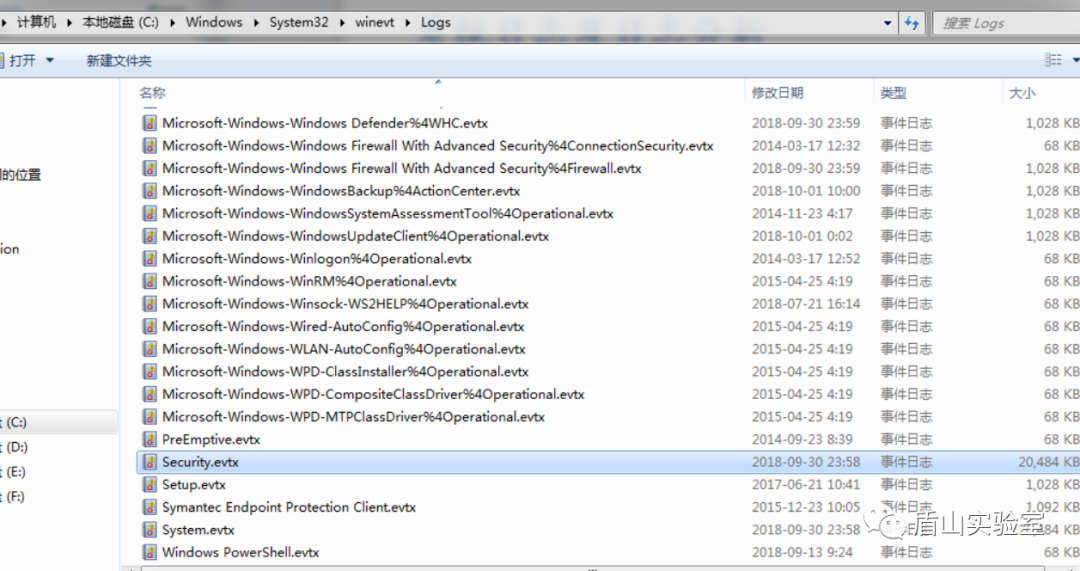 计算机 本地磁盘 (C:) Windows System32 winevt Logs 搜索 Logs
打开 新建文件夹
名称 修改日期 类型 大小
Microsoft-Windows-Windows Defender%4WHC.evtx 2018-09-30 23:59 事件日志 1,028 KB
Microsoft-Windows-Windows Firewall With Advanced Security%4ConnectionSecurity.evtx 2014-03-17 12:32 事件日志 68 KB
Microsoft-Windows-Windows Firewall With Advanced Security%4Firewall.evtx 2018-09-30 23:59 事件日志 1,028 KB
的位置
Microsoft-Windows-WindowsBackup%4ActionCenter.evtx 2018-10-01 10:00 事件日志 1,028 KB
Microsoft-Windows-WindowsSystemAssessmentTool%4Operational.evtx 2014-11-23 4:17 事件日志 1,028 KB
Microsoft-Windows-WindowsUpdateClient%4Operational.evtx 2018-10-01 0:02 事件日志 1,028 KB
ion
Microsoft-Windows-Winlogon%4Operational.evtx 2014-03-17 12:52 事件日志 68 KB
Microsoft-Windows-WinRM%4Operational.evtx 2015-04-25 4:19 事件日志 68 KB
Microsoft-Windows-Winsock-WS2HELP%4Operational.evtx 2018-07-21 16:14 事件日志 68 KB
Microsoft-Windows-Wired-AutoConfig%4Operational.evtx 2015-04-25 4:19 事件日志 68 KB
Microsoft-Windows-WLAN-AutoConfig%4Operational.evtx 2015-04-25 4:19 事件日志 68 KB
Microsoft-Windows-WPD-ClassInstaller%4Operational.evtx 2015-04-25 4:19 事件日志 68 KB
Microsoft-Windows-WPD-CompositeClassDriver%4Operational.evtx 2015-04-25 4:19 事件日志 68 KB
Microsoft-Windows-WPD-MTPClassDriver%4Operational.evtx 2015-04-25 4:19 事件日志 68 KB
(C:)
PreEmptive.evtx 2014-09-23 8:39 事件日志 68 KB
(D:)
Security.evtx 2018-09-30 23:58 事件日志 20,484 KB
(E:)
Setup.evtx 2017-06-21 10:41 事件日志 1,028 KB
(F:)
Symantec Endpoint Protection Client.evtx 2015-12-23 10:05 事件日志 1,092 KB
System.evtx 2018-09-30 23:58 484 KB
盾山实验室
Windows PowerShell.evtx 2018-09-13 9:24 事件日志 68 KB